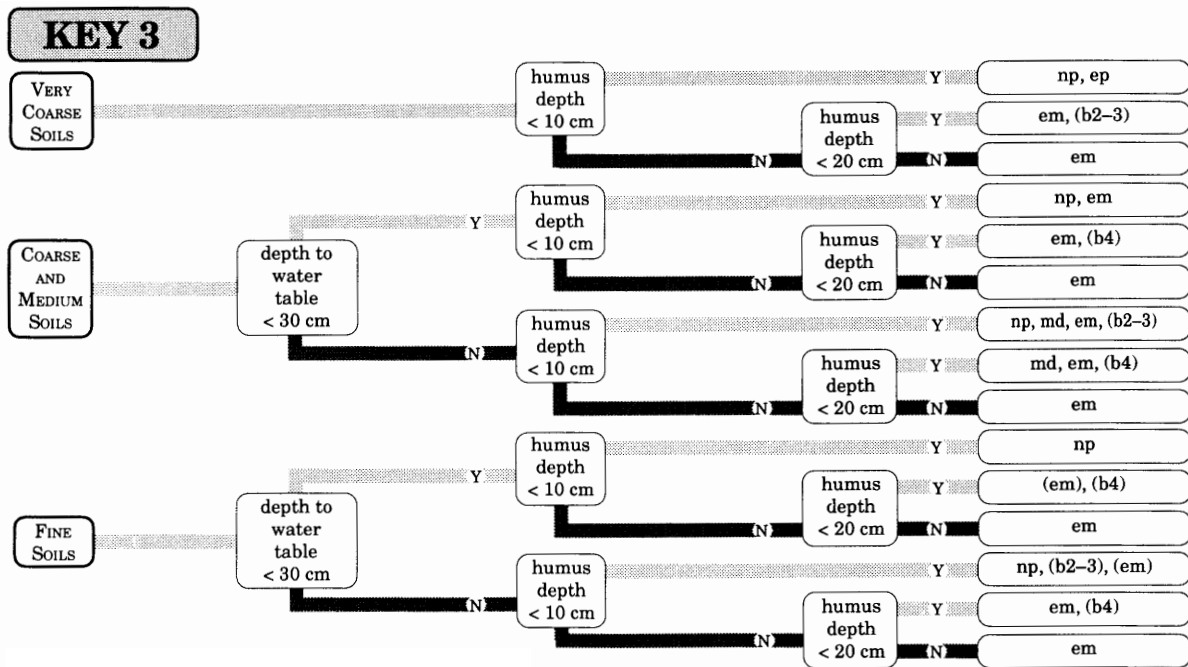 KEY 3
VERY
COARSE
SOILS
humus
depth
< 10 cm
Y
np, ep
N
humus
depth
< 20 cm
Y
em, (b2–3)
N
em
COARSE
AND
MEDIUM
SOILS
depth to
water
table
< 30 cm
Y
humus
depth
< 10 cm
Y
np, em
N
humus
depth
< 20 cm
Y
em, (b4)
N
em
N
humus
depth
< 10 cm
Y
np, md, em, (b2–3)
N
humus
depth
< 20 cm
Y
md, em, (b4)
N
em
FINE
SOILS
depth to
water
table
< 30 cm
Y
humus
depth
< 10 cm
Y
np
N
humus
depth
< 20 cm
Y
(em), (b4)
N
em
N
humus
depth
< 10 cm
Y
np, (b2–3), (em)
N
humus
depth
< 20 cm
Y
em, (b4)
N
em